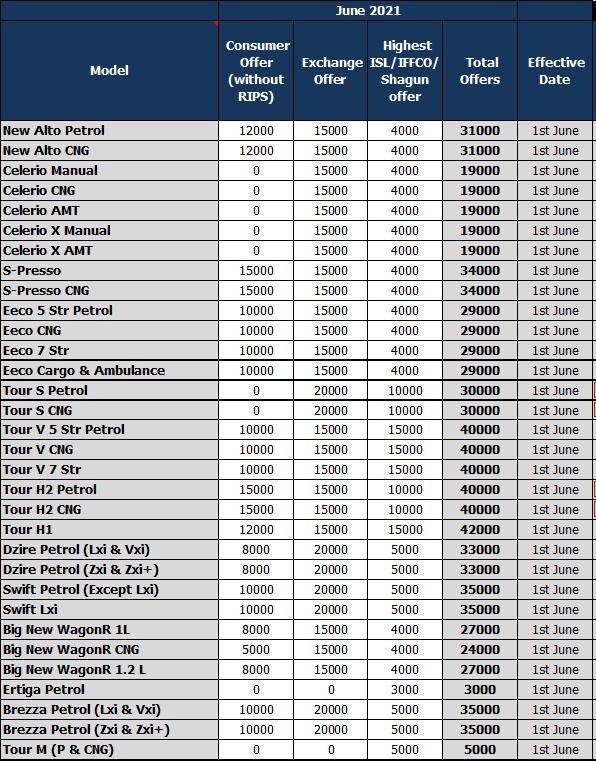 June 2021
Model Consumer Offer (without RIPS) Exchange Offer Highest ISL/IFFCO/ Shagun offer Total Offers Effective Date
New Alto Petrol 12000 15000 4000 31000 1st June
New Alto CNG 12000 15000 4000 31000 1st June
Celerio Manual 0 15000 4000 19000 1st June
Celerio CNG 0 15000 4000 19000 1st June
Celerio AMT 0 15000 4000 19000 1st June
Celerio X Manual 0 15000 4000 19000 1st June
Celerio X AMT 0 15000 4000 19000 1st June
S-Presso 15000 15000 4000 34000 1st June
S-Presso CNG 15000 15000 4000 34000 1st June
Eeco 5 Str Petrol 10000 15000 4000 29000 1st June
Eeco CNG 10000 15000 4000 29000 1st June
Eeco 7 Str 10000 15000 4000 29000 1st June
Eeco Cargo & Ambulance 10000 15000 4000 29000 1st June
Tour S Petrol 0 20000 10000 30000 1st June
Tour S CNG 0 20000 10000 30000 1st June
Tour V 5 Str Petrol 10000 15000 15000 40000 1st June
Tour V CNG 10000 15000 15000 40000 1st June
Tour V 7 Str 10000 15000 15000 40000 1st June
Tour H2 Petrol 15000 15000 10000 40000 1st June
Tour H2 CNG 15000 15000 10000 40000 1st June
Tour H1 12000 15000 15000 42000 1st June
Dzire Petrol (Lxi & Vxi) 8000 20000 5000 33000 1st June
Dzire Petrol (Zxi & Zxi+) 8000 20000 5000 33000 1st June
Swift Petrol (Except Lxi) 10000 20000 5000 35000 1st June
Swift Lxi 10000 20000 5000 35000 1st June
Big New WagonR 1L 8000 15000 4000 27000 1st June
Big New WagonR CNG 5000 15000 4000 24000 1st June
Big New WagonR 1.2 L 8000 15000 4000 27000 1st June
Ertiga Petrol 0 0 3000 3000 1st June
Brezza Petrol (Lxi & Vxi) 10000 20000 5000 35000 1st June
Brezza Petrol (Zxi & Zxi+) 10000 20000 5000 35000 1st June
Tour M (P & CNG) 0 0 5000 5000 1st June